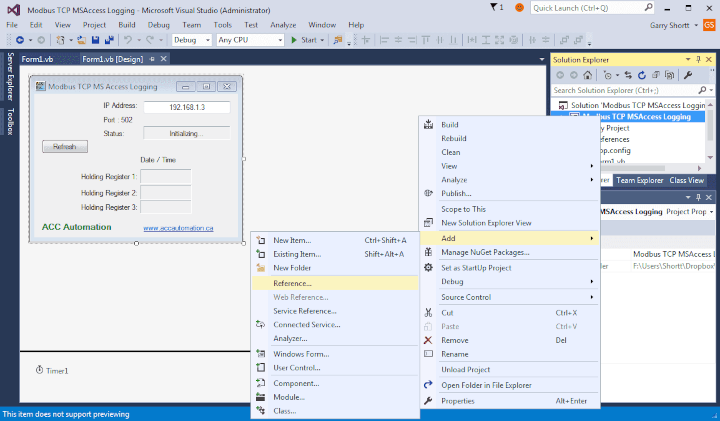 Modbus TCP MSAccess Logging - Microsoft Visual Studio (Administrator)
1
Quick Launch (Ctrl+Q)
File Edit View Project Build Debug Team Tools Test Analyze Window Help
Garry Shortt
GS
Debug Any CPU Start
Server Explorer
Toolbox
Form1.vb Form1.vb [Design]
Modbus TCP MS Access Logging
IP Address: 192.168.1.3
Port : 502
Status: Initializing...
Refresh
Date / Time
Holding Register 1:
Holding Register 2:
Holding Register 3:
ACC Automation www.accautomation.ca
Timer1
Solution Explorer
Search Solution Explorer (Ctrl+;)
Solution 'Modbus TCP MSAccess Loggin
Modbus TCP MSAccess Logging
y Project
eferences
pp.config
rm1.vb
rer Team Explorer Class View
MSAccess Logging Project Prop
Modbus TCP MSAccess L
der F:\Users\Shortt\Dropbox\
Build
Rebuild
Clean
View
Analyze
Publish...
Scope to This
New Solution Explorer View
Add
Manage NuGet Packages...
Set as StartUp Project
Debug
Source Control
Cut Ctrl+X
Paste Ctrl+V
Remove Del
Rename
Unload Project
Open Folder in File Explorer
Properties Alt+Enter
New Item... Ctrl+Shift+A
Existing Item... Shift+Alt+A
New Folder
Reference...
Web Reference...
Service Reference...
Connected Service...
Analyzer...
Windows Form...
User Control...
Component...
Module...
Class...
This item does not support previewing